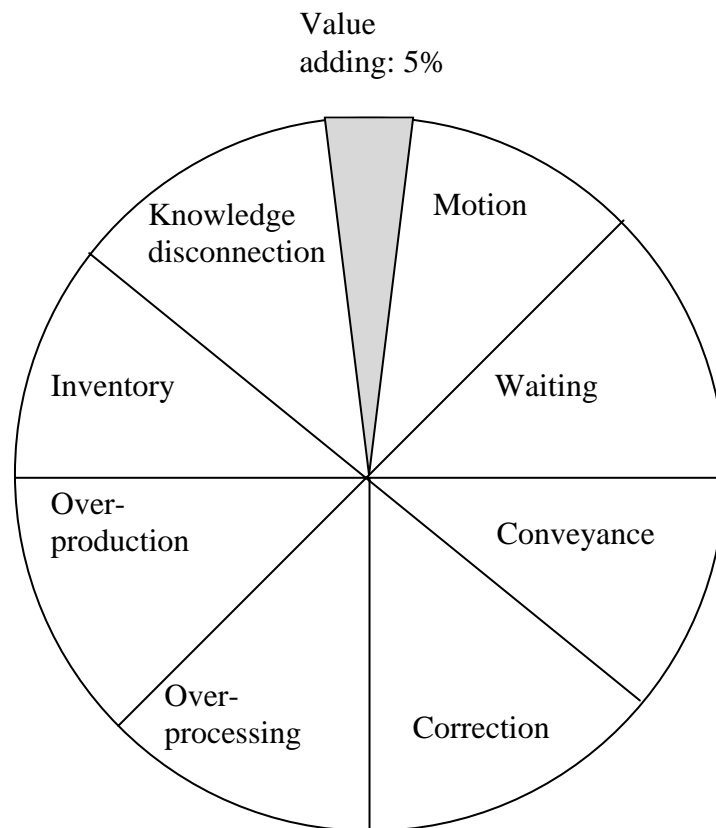 Value
adding: 5%
Knowledge
disconnection
Motion
Inventory
Waiting
Over-
production
Conveyance
Over-
processing
Correction